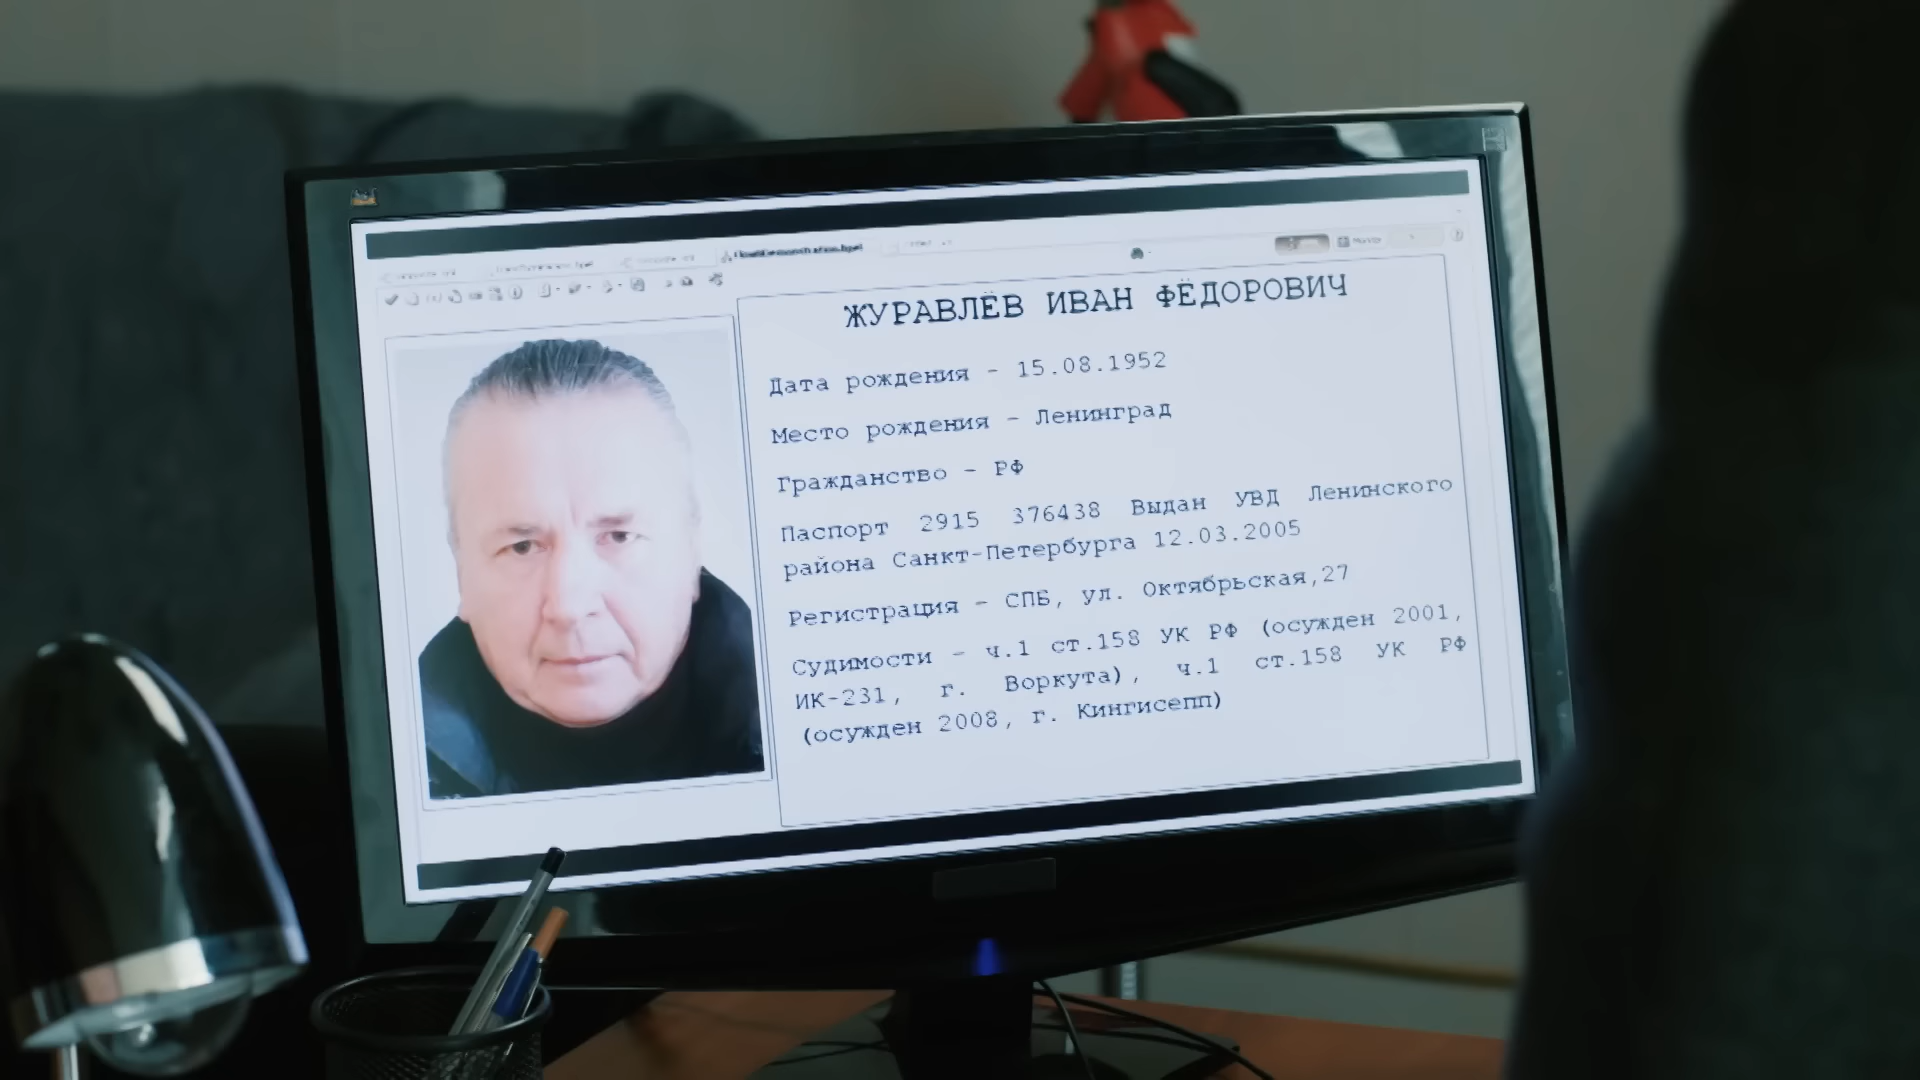 ЖУРАВЛЁВ ИВАН ФЁДОРОВИЧ
Дата рождения - 15.08.1952
Место рождения - Ленинград
Гражданство - РФ
Паспорт 2915 376438 Выдан УВД Ленинского
района Санкт-Петербурга 12.03.2005
Регистрация - СПБ, ул. Октябрьская,27
Судимости - ч.1 ст.158 УК РФ (осужден 2001,
ИК-231, г. Воркута), ч.1 ст.158 УК РФ
(осужден 2008, г. Кингисепп)